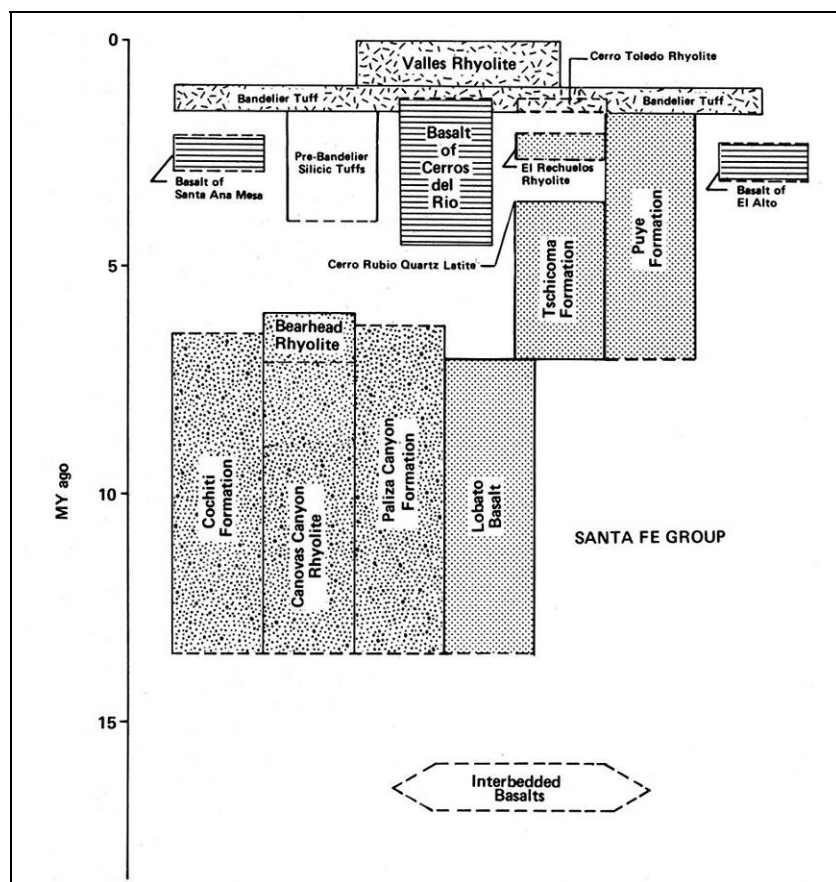 0
Valles Rhyolite
Cerro Toledo Rhyolite
Bandelier Tuff
Bandelier Tuff
Basalt of
Santa Ana Mesa
Pre-Bandelier
Silicic Tuffs
Basalt
of
Cerros
del
Rio
El Rechuelos
Rhyolite
Basalt of
El Alto
Cerro Rubio Quartz Latite
Tschicoma
Formation
Puye
Formation
5
Bearhead
Rhyolite
Cochiti
Formation
Canovas Canyon
Rhyolite
Paliza Canyon
Formation
Lobato
Basalt
MY ago
10
SANTA FE GROUP
15
Interbedded
Basalts